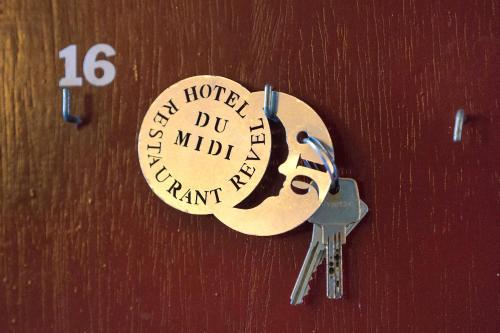 16
HOTEL
DU
MIDI
RESTAURANT REVEL